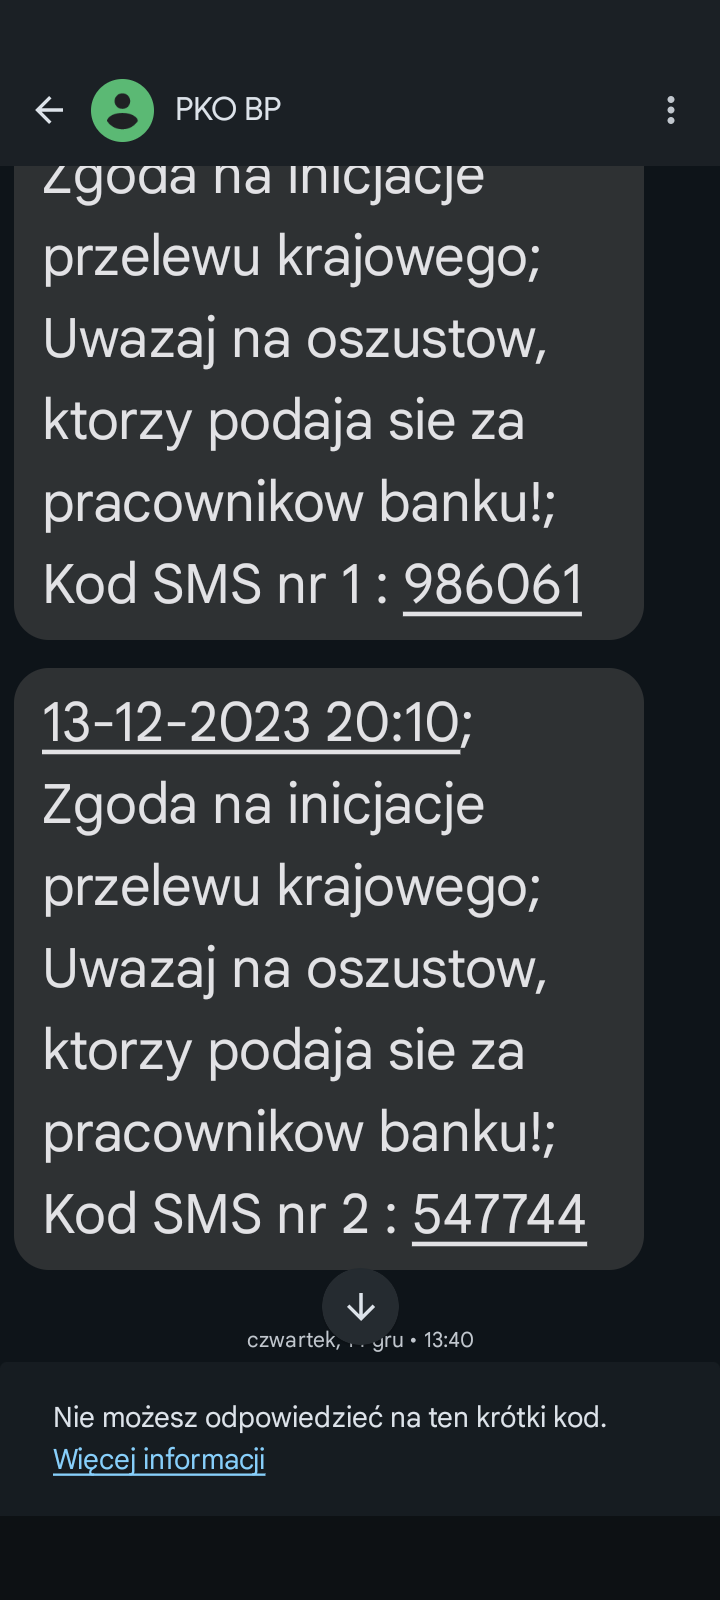 PKO BP
Zgoda na inicjacje
przelewu krajowego;
Uwazaj na oszustow,
ktorzy podaja sie za
pracownikow banku!;
Kod SMS nr 1 : 986061
13-12-2023 20:10;
Zgoda na inicjacje
przelewu krajowego;
Uwazaj na oszustow,
ktorzy podaja sie za
pracownikow banku!;
Kod SMS nr 2 : 547744
czwartek, gru • 13:40
Nie możesz odpowiedzieć na ten krótki kod.
Więcej informacji